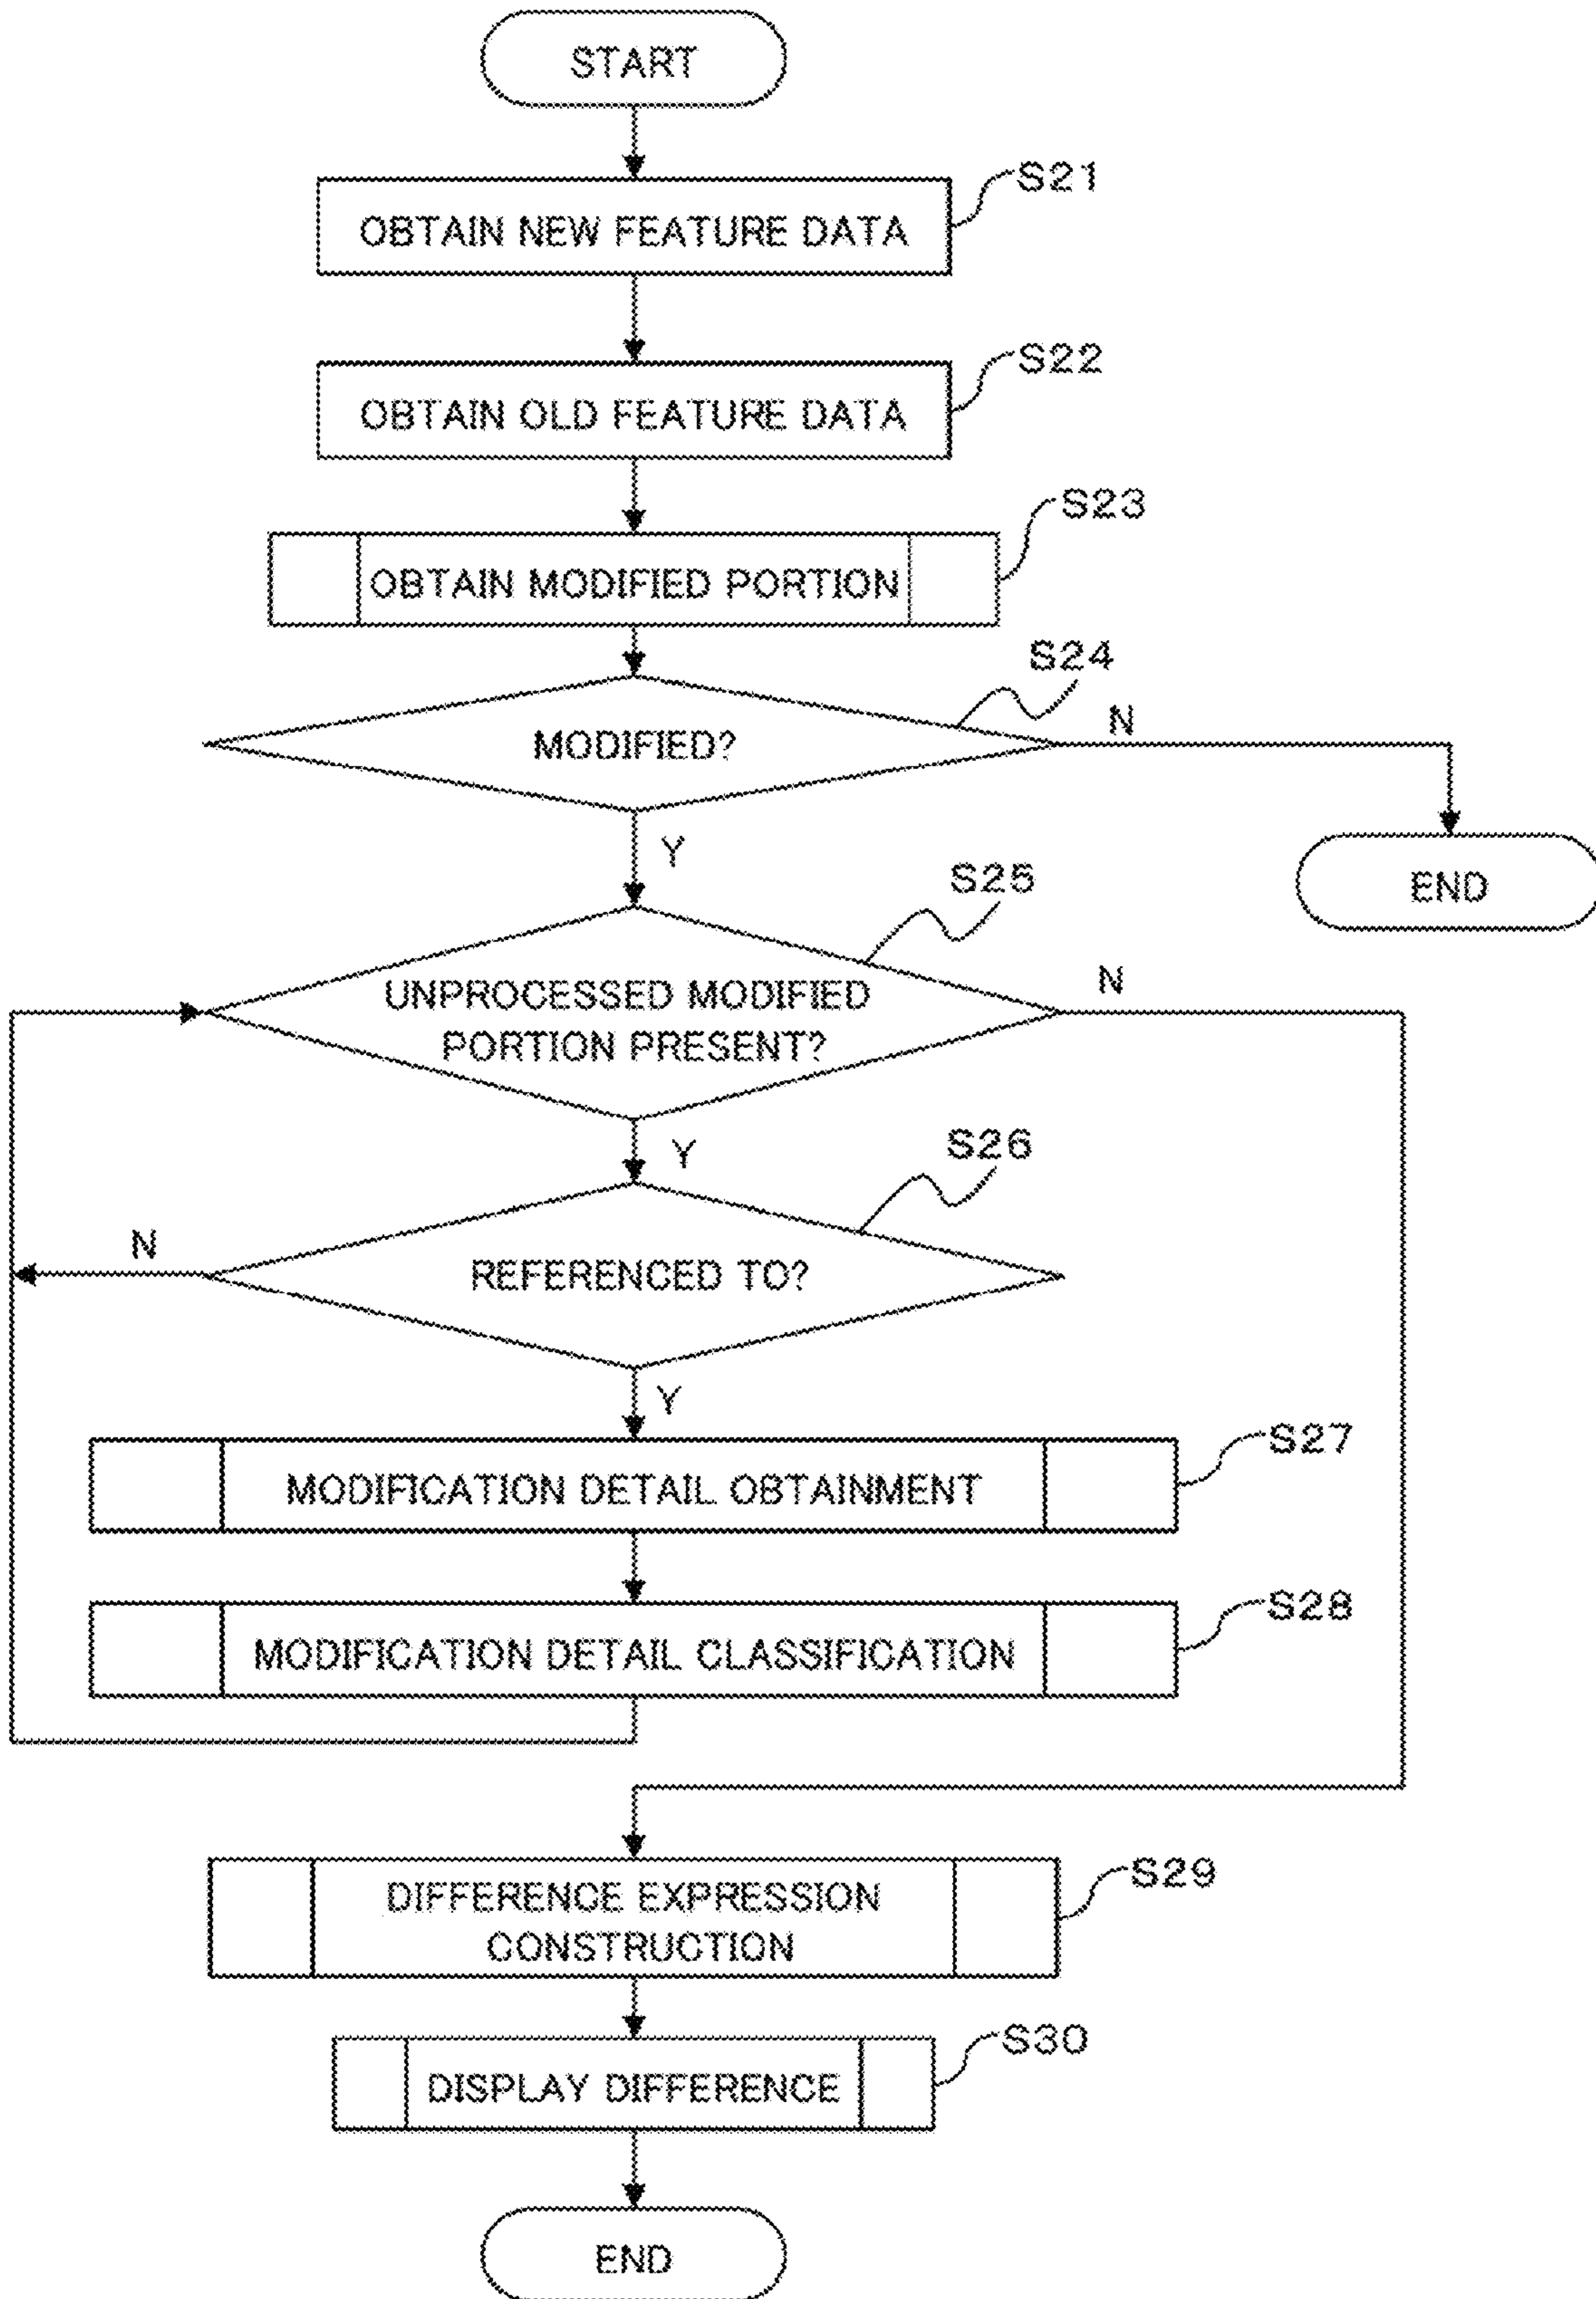 START
S21
OBTAIN NEW FEATURE DATA
S22
OBTAIN OLD FEATURE DATA
S23
OBTAIN MODIFIED PORTION
S24
MODIFIED?
N
Y
END
S25
UNPROCESSED MODIFIED
PORTION PRESENT?
N
Y
S26
REFERENCED TO?
N
Y
S27
MODIFICATION DETAIL OBTAINMENT
S28
MODIFICATION DETAIL CLASSIFICATION
S29
DIFFERENCE EXPRESSION
CONSTRUCTION
S30
DISPLAY DIFFERENCE
END